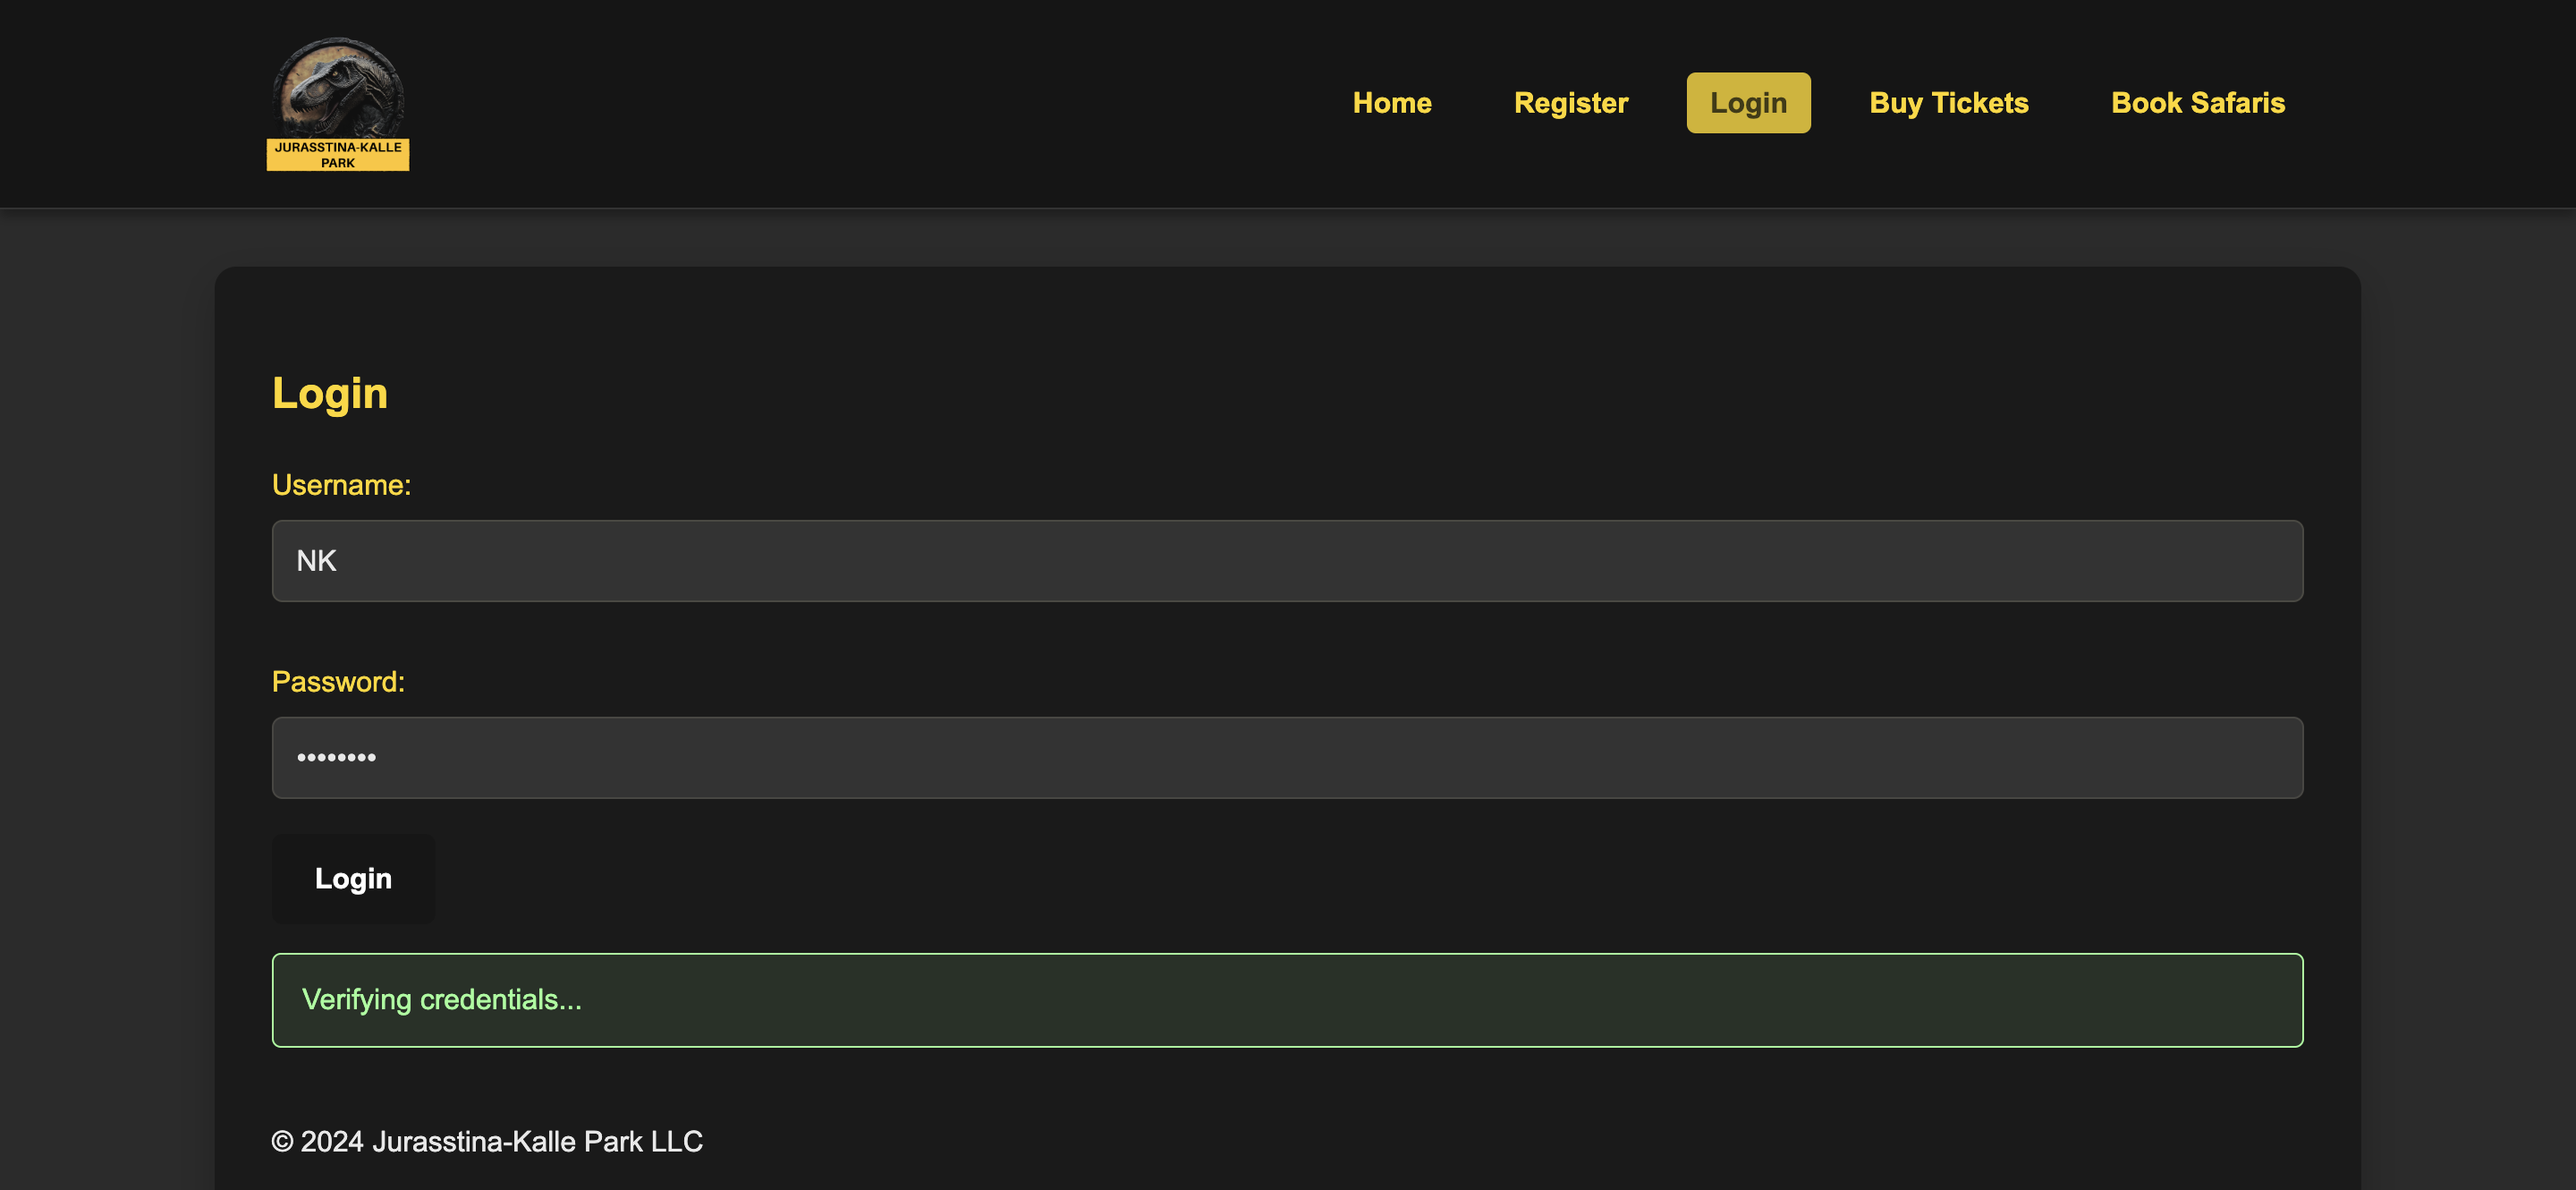 JURASSTINA-KALLE
PARK
Home Register Login Buy Tickets Book Safaris
Login
Username:
NK
Password:
••••••••
Login
Verifying credentials...
© 2024 Jurasstina-Kalle Park LLC